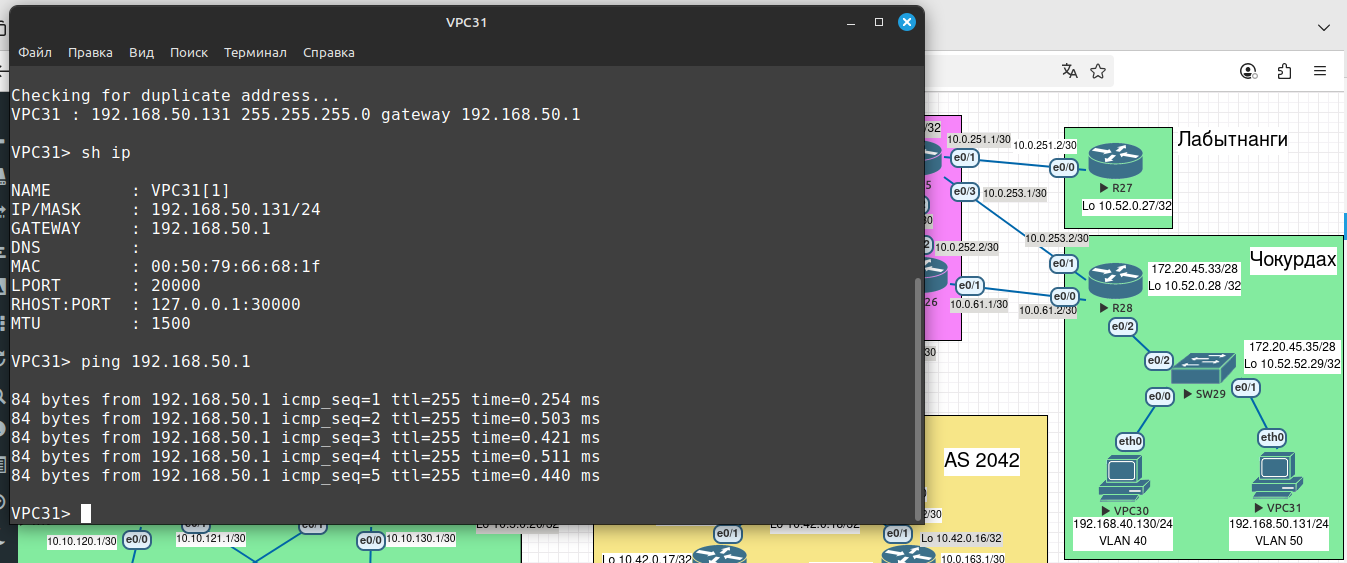 VPC31
Файл Правка Вид Поиск Терминал Справка
Checking for duplicate address...
VPC31 : 192.168.50.131 255.255.255.0 gateway 192.168.50.1
VPC31> sh ip
NAME : VPC31[1]
IP/MASK : 192.168.50.131/24
GATEWAY : 192.168.50.1
DNS :
MAC : 00:50:79:66:68:1f
LPORT : 20000
RHOST:PORT : 127.0.0.1:30000
MTU : 1500
VPC31> ping 192.168.50.1
84 bytes from 192.168.50.1 icmp_seq=1 ttl=255 time=0.254 ms
84 bytes from 192.168.50.1 icmp_seq=2 ttl=255 time=0.503 ms
84 bytes from 192.168.50.1 icmp_seq=3 ttl=255 time=0.421 ms
84 bytes from 192.168.50.1 icmp_seq=4 ttl=255 time=0.511 ms
84 bytes from 192.168.50.1 icmp_seq=5 ttl=255 time=0.440 ms
VPC31>
/32
10.0.251.1/30
10.0.251.2/30
Лабытнанги
e0/1
e0/0
5
R27
e0/3
10.0.253.1/30
Lo 10.52.0.27/32
30
10.0.253.2/30
2
10.0.252.2/30
Чокурдах
e0/1
172.20.45.33/28
Lo 10.52.0.28 /32
e0/1
e0/0
26
10.0.61.1/30
10.0.61.2/30
R28
e0/2
30
172.20.45.35/28
Lo 10.52.52.29/32
e0/2
e0/0
SW29
e0/1
eth0
eth0
AS 2042
VPC30
VPC31
192.168.40.130/24
VLAN 40
192.168.50.131/24
VLAN 50
2/30
e0/1
e0/1
10.10.120.1/30
e0/0
10.10.121.1/30
e0/0
10.10.130.1/30
e0/1
e0/1
Lo 10.42.0.16/32
Lo 10.42.0.17/32
10.0.163.1/30